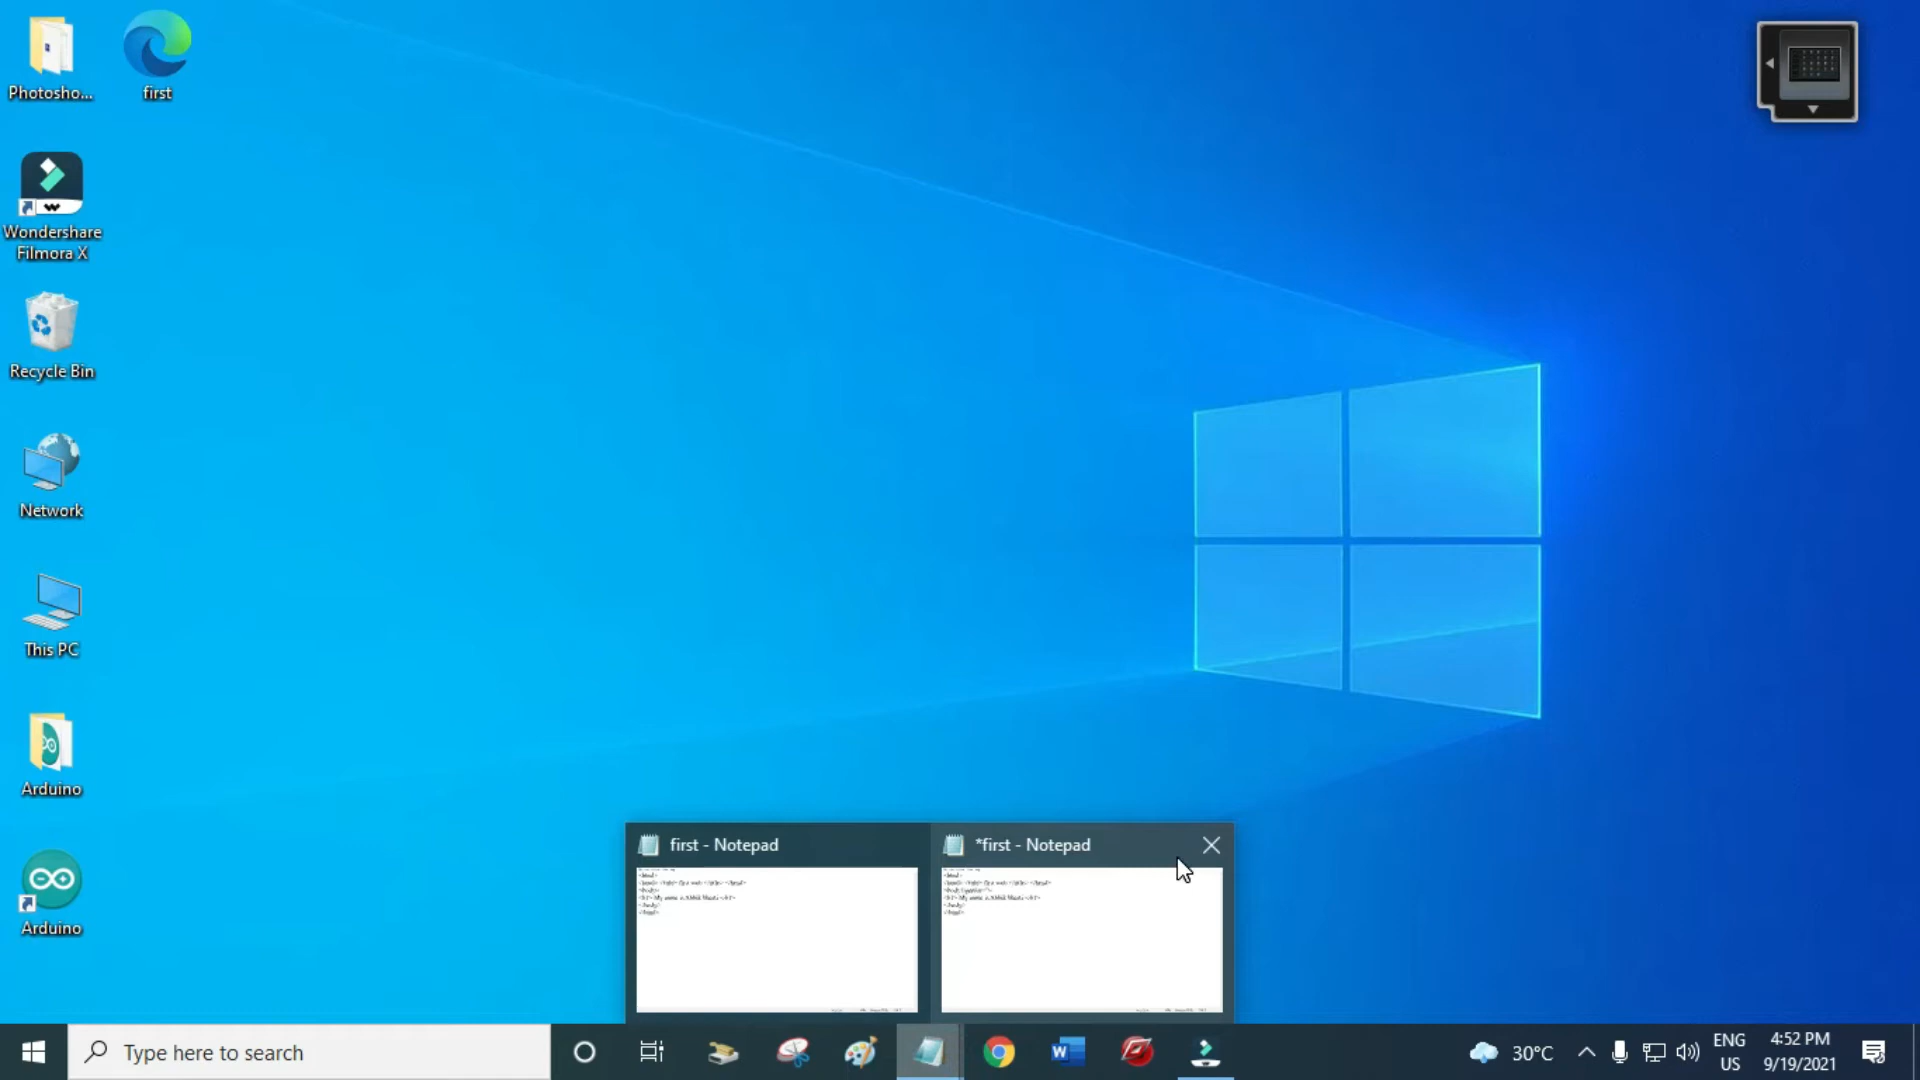 Photosho...
first
Wondershare
Filmora X
Recycle Bin
Network
This PC
Arduino
Arduino
first - Notepad
*first - Notepad
Type here to search
30°C
ENG
US
4:52 PM
9/19/2021